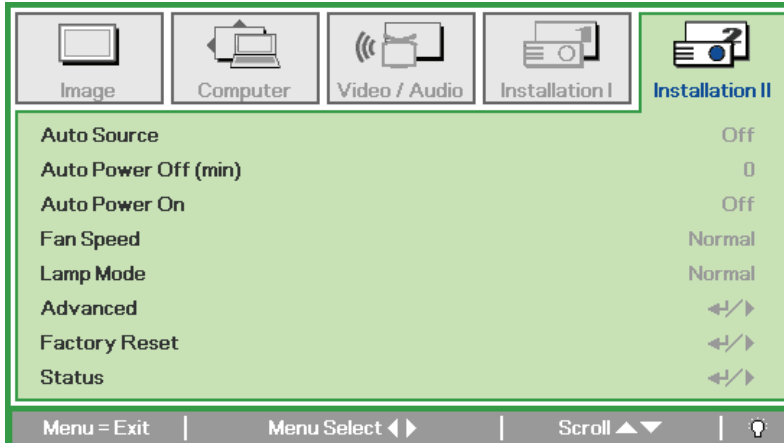 Image Computer Video / Audio Installation I Installation II
Auto Source Off
Auto Power Off (min) 0
Auto Power On Off
Fan Speed Normal
Lamp Mode Normal
Advanced
Factory Reset
Status
Menu = Exit Menu Select Scroll